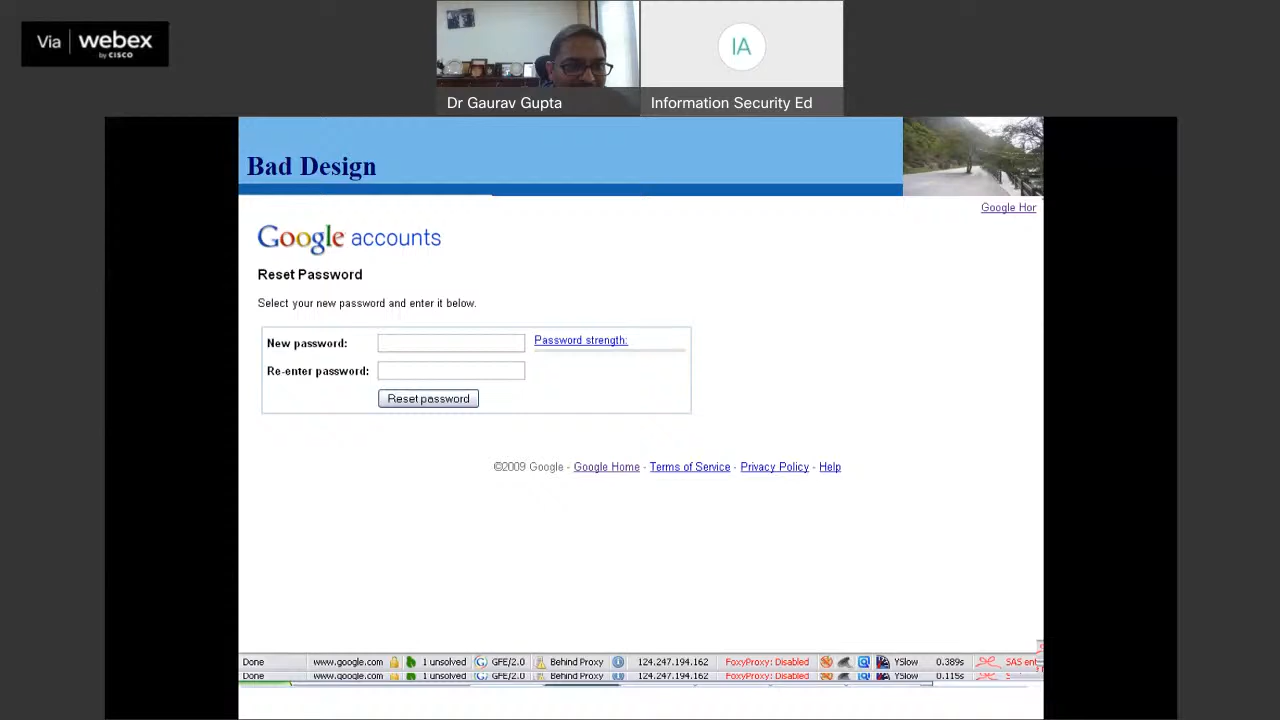 Via webex
by CISCO
IA
Dr Gaurav Gupta
Information Security Ed
Bad Design
Google Hor
Google accounts
Reset Password
Select your new password and enter it below.
New password:
Password strength:
Re-enter password:
Reset password
©2009 Google - Google Home - Terms of Service - Privacy Policy - Help
Done www.google.com 1 unsolved GFE/2.0 Behind Proxy 124.247.194.162 FoxyProxy: Disabled YSlow 0.389s SAS ent
Done www.google.com 1 unsolved GFE/2.0 Behind Proxy 124.247.194.162 FoxyProxy: Disabled YSlow 0.115s